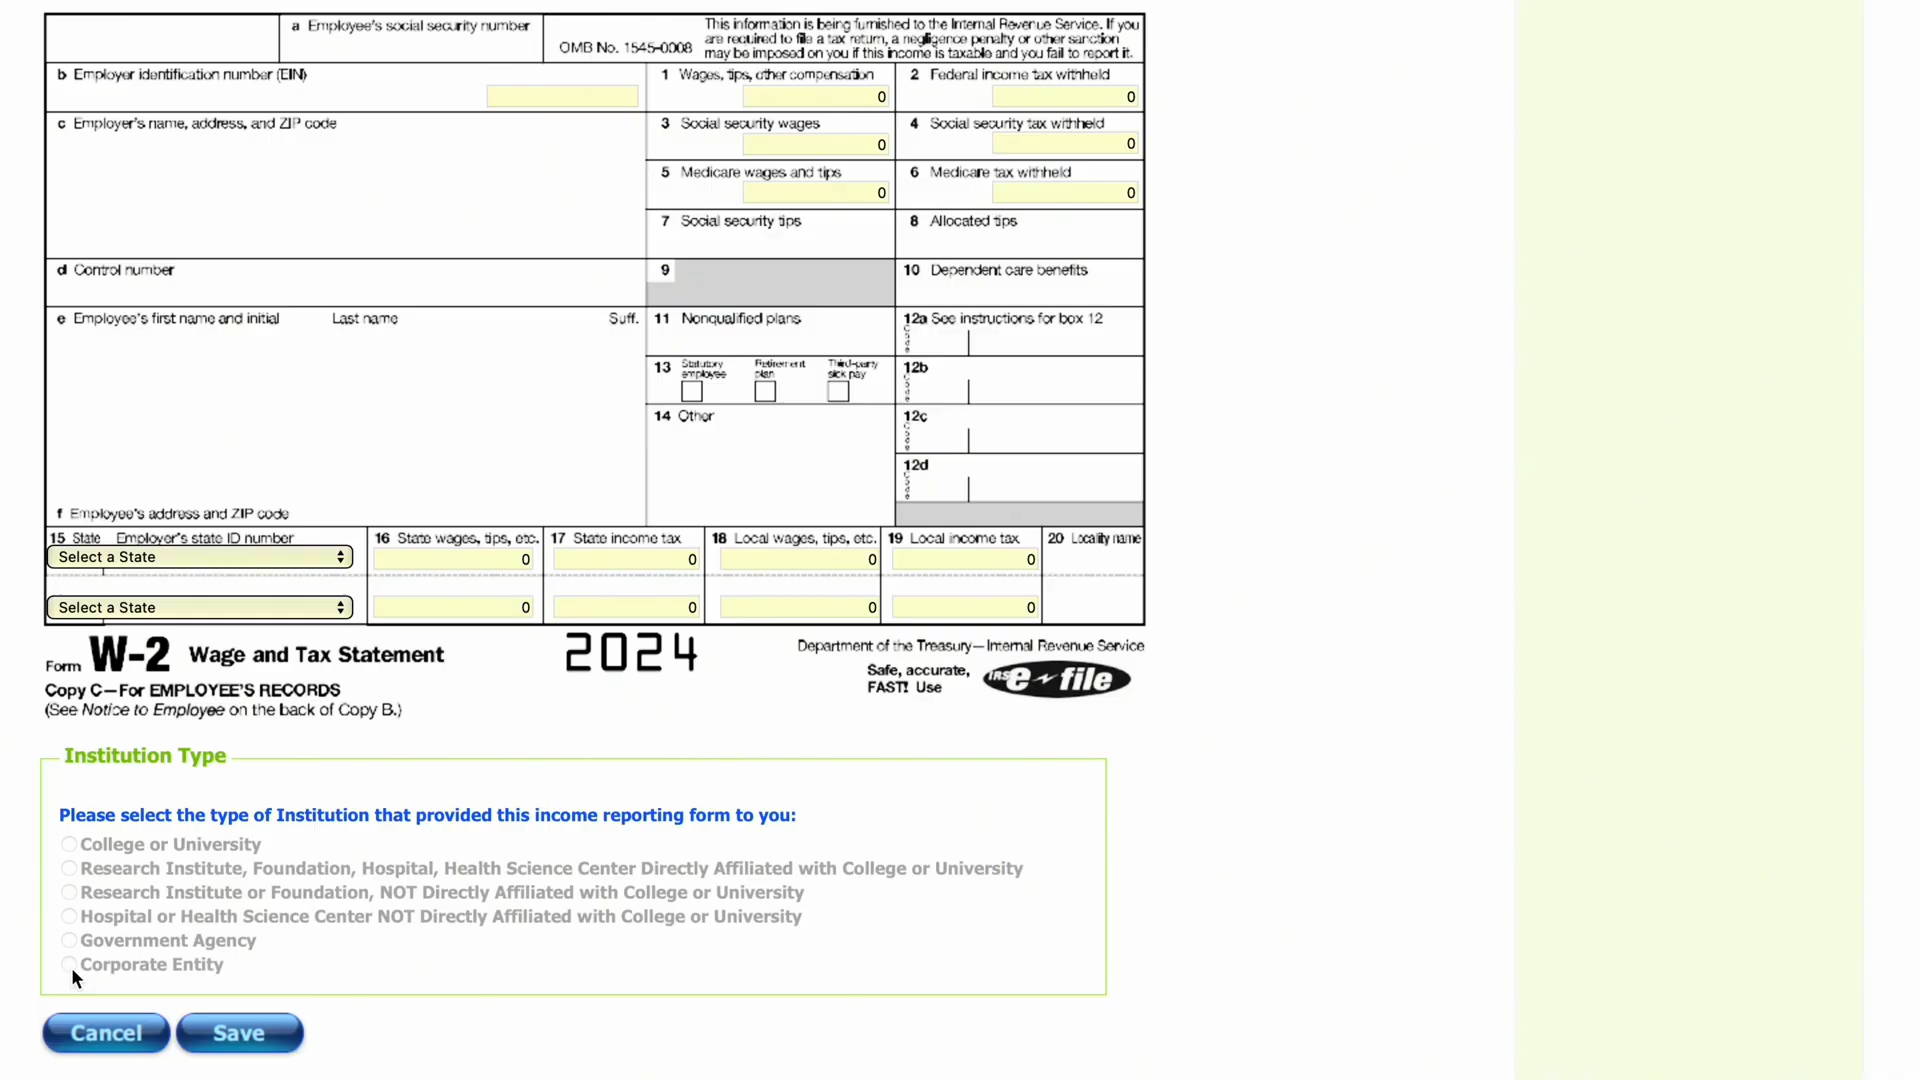 a Employee's social security number
OMB No. 1545-0008
This information is being furnished to the Internal Revenue Service. If you
are required to file a tax return, a negligence penalty or other sanction
may be imposed on you if this income is taxable and you fail to report it.
b Employer identification number (EIN)
1 Wages, tips, other compensation
0
2 Federal income tax withheld
0
c Employer's name, address, and ZIP code
3 Social security wages
0
4 Social security tax withheld
0
5 Medicare wages and tips
0
6 Medicare tax withheld
0
7 Social security tips
8 Allocated tips
d Control number
9
10 Dependent care benefits
e Employee's first name and initial Last name Suff.
11 Nonqualified plans
12a See instructions for box 12
Code
13 Statutory employee
Retirement plan
Third-party sick pay
12b
Code
14 Other
12c
Code
12d
Code
f Employee's address and ZIP code
15 State Employer's state ID number
16 State wages, tips, etc.
17 State income tax
18 Local wages, tips, etc.
19 Local income tax
20 Locality name
Select a State 0 0 0 0
Select a State 0 0 0 0
Form W-2 Wage and Tax Statement
2024
Department of the Treasury—Internal Revenue Service
Safe, accurate,
FAST! Use
IRS e-file
Copy C—For EMPLOYEE'S RECORDS
(See Notice to Employee on the back of Copy B.)
Institution Type
Please select the type of Institution that provided this income reporting form to you:
College or University
Research Institute, Foundation, Hospital, Health Science Center Directly Affiliated with College or University
Research Institute or Foundation, NOT Directly Affiliated with College or University
Hospital or Health Science Center NOT Directly Affiliated with College or University
Government Agency
Corporate Entity
Cancel Save